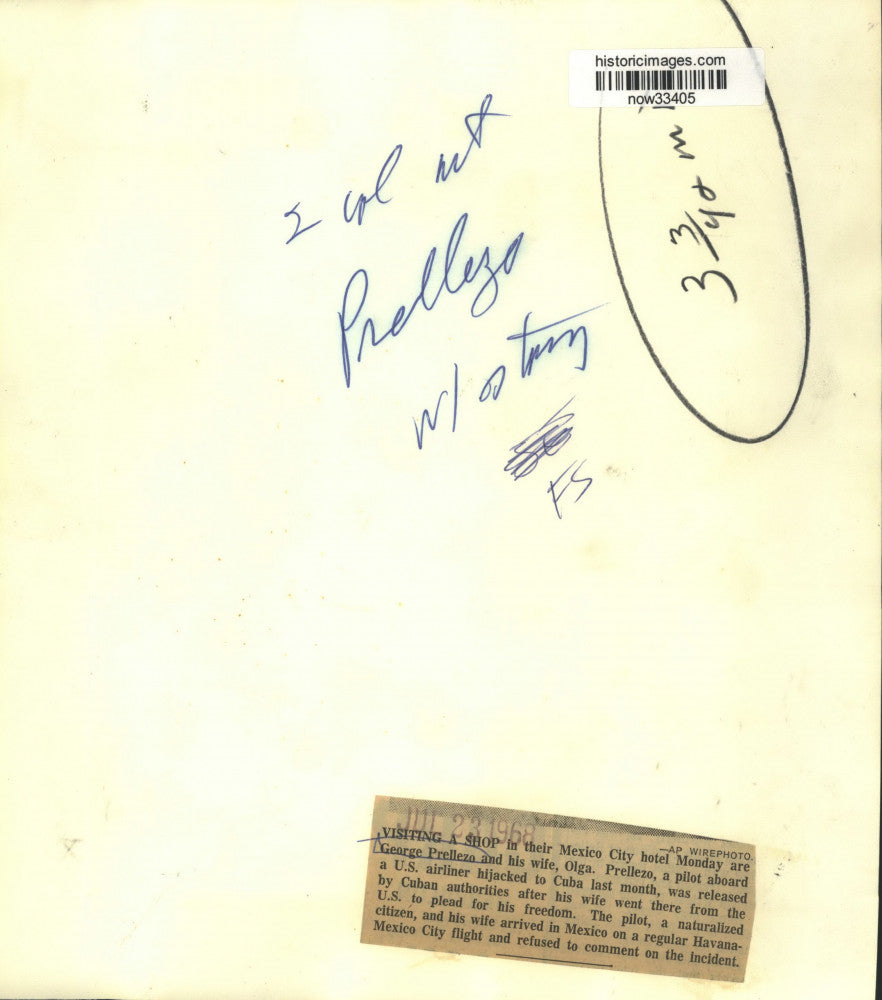 historicimages.com
now33405
3 3/4 on
2 col net
Prellezo
w/ story
FS
JUL 23 1968
—AP WIREPHOTO.
VISITING A SHOP in their Mexico City hotel Monday are
George Prellezo and his wife, Olga. Prellezo, a pilot aboard
a U.S. airliner hijacked to Cuba last month, was released
by Cuban authorities after his wife went there from the
U.S. to plead for his freedom. The pilot, a naturalized
citizen, and his wife arrived in Mexico on a regular Havana-
Mexico City flight and refused to comment on the incident.